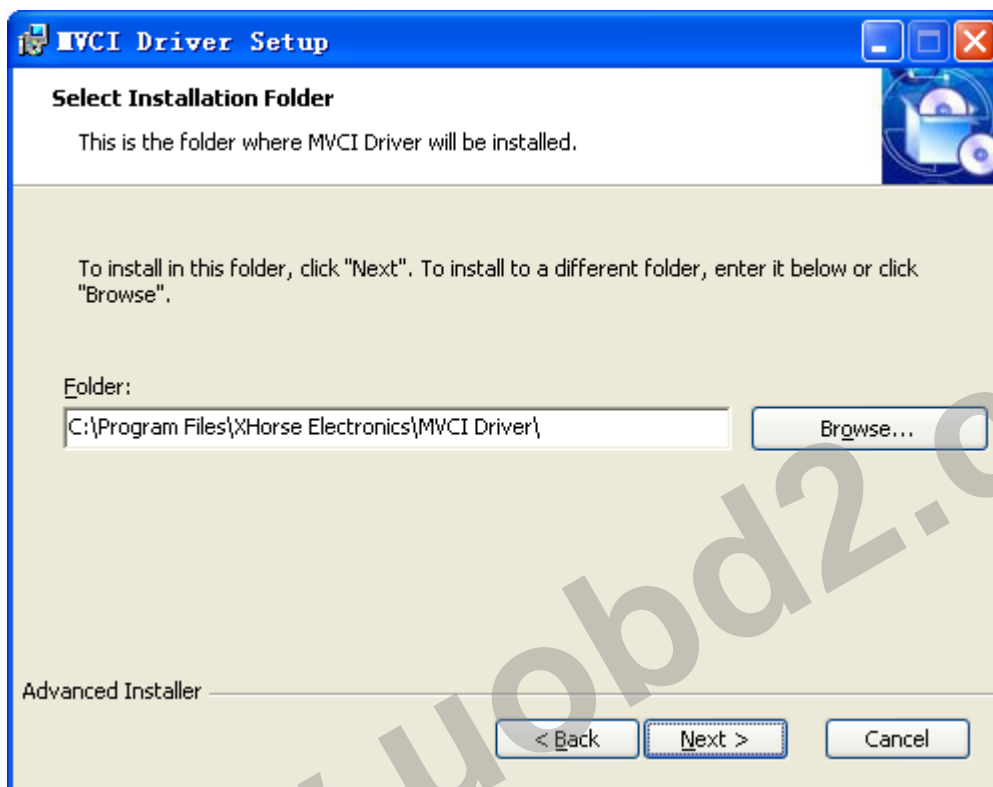 MVCI Driver Setup
Select Installation Folder
This is the folder where MVCI Driver will be installed.
To install in this folder, click "Next". To install to a different folder, enter it below or click
"Browse".
Folder:
C:\Program Files\XHorse Electronics\MVCI Driver\
Browse...
Advanced Installer
< Back
Next >
Cancel
.uobd2.c